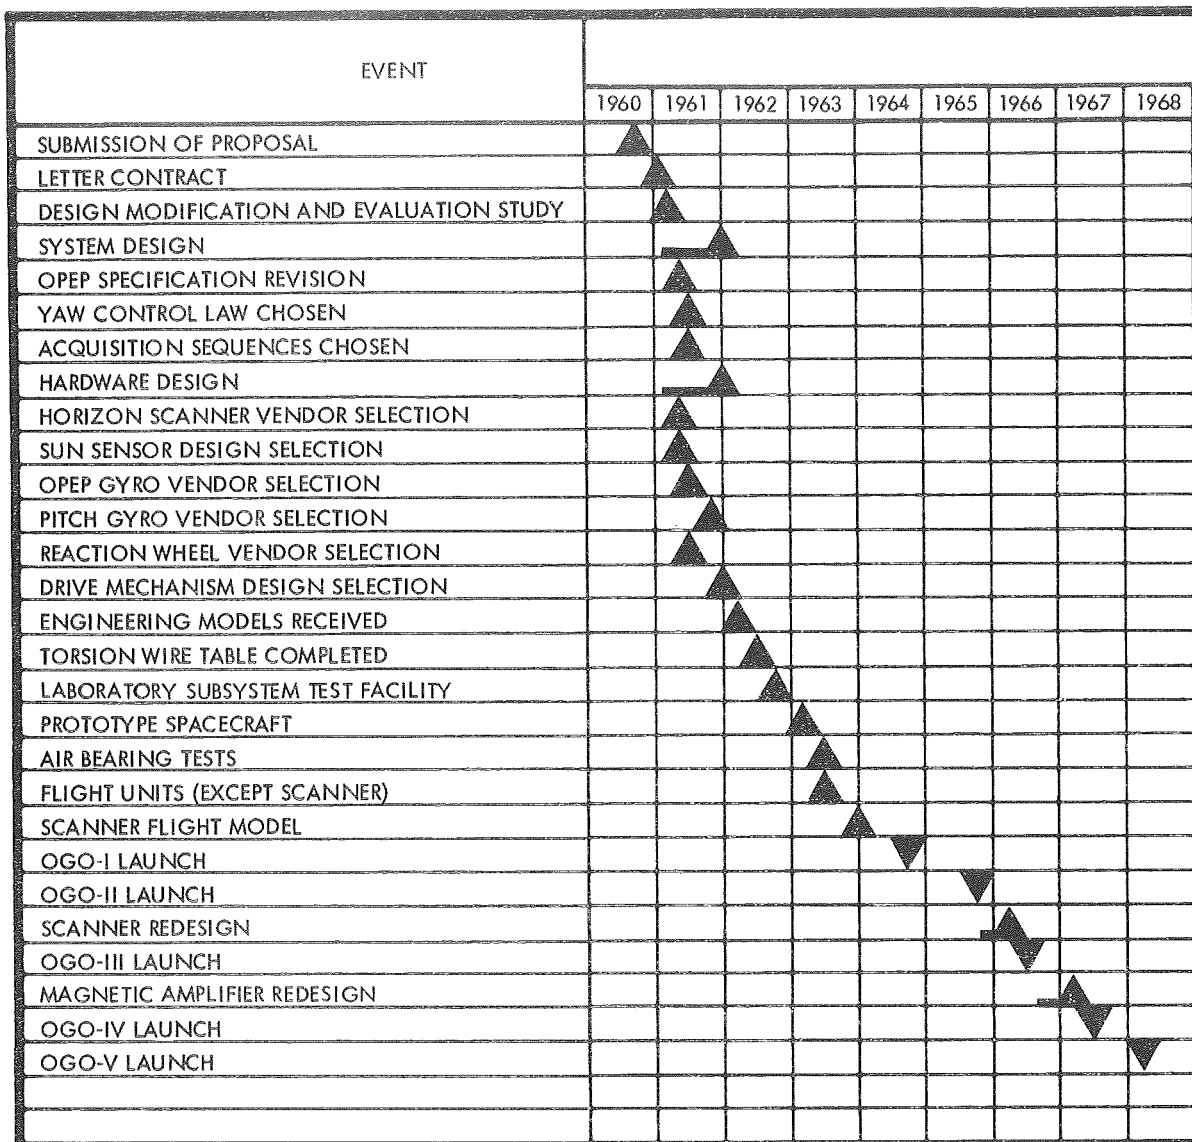 EVENT
1960 1961 1962 1963 1964 1965 1966 1967 1968
SUBMISSION OF PROPOSAL
LETTER CONTRACT
DESIGN MODIFICATION AND EVALUATION STUDY
SYSTEM DESIGN
OPEP SPECIFICATION REVISION
YAW CONTROL LAW CHOSEN
ACQUISITION SEQUENCES CHOSEN
HARDWARE DESIGN
HORIZON SCANNER VENDOR SELECTION
SUN SENSOR DESIGN SELECTION
OPEP GYRO VENDOR SELECTION
PITCH GYRO VENDOR SELECTION
REACTION WHEEL VENDOR SELECTION
DRIVE MECHANISM DESIGN SELECTION
ENGINEERING MODELS RECEIVED
TORSION WIRE TABLE COMPLETED
LABORATORY SUBSYSTEM TEST FACILITY
PROTOTYPE SPACECRAFT
AIR BEARING TESTS
FLIGHT UNITS (EXCEPT SCANNER)
SCANNER FLIGHT MODEL
OGO-I LAUNCH
OGO-II LAUNCH
SCANNER REDESIGN
OGO-III LAUNCH
MAGNETIC AMPLIFIER REDESIGN
OGO-IV LAUNCH
OGO-V LAUNCH